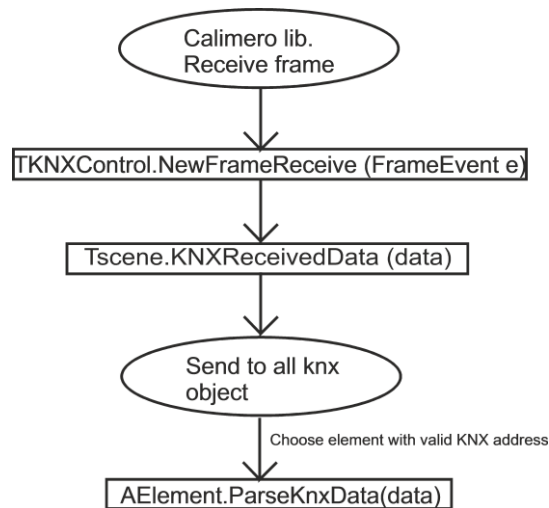 Calimero lib.
Receive frame
TKNXControl.NewFrameReceive (FrameEvent e)
Tscene.KNXReceivedData (data)
Send to all knx
object
Choose element with valid KNX address
AElement.ParseKnxData(data)